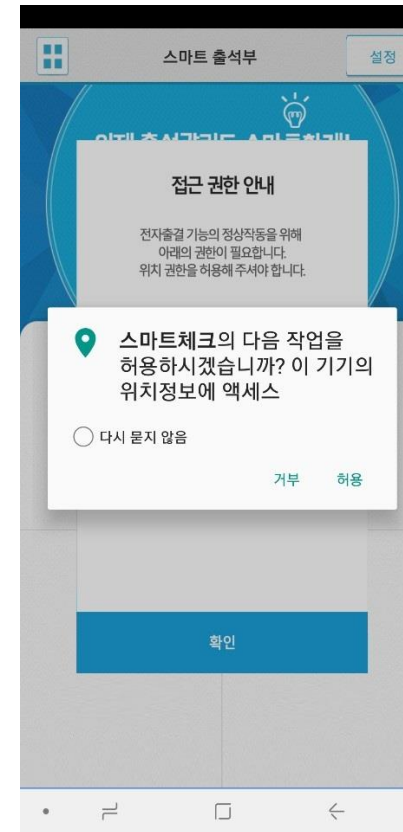 스마트 출석부
설정
접근 권한 안내
전자출결 기능의 정상작동을 위해
아래의 권한이 필요합니다.
위치 권한을 허용해 주셔야 합니다.
스마트체크의 다음 작업을
허용하시겠습니까? 이 기기의
위치정보에 액세스
다시 묻지 않음
거부
허용
확인